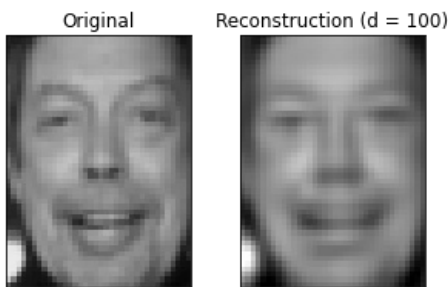 Original
Reconstruction (d = 100)